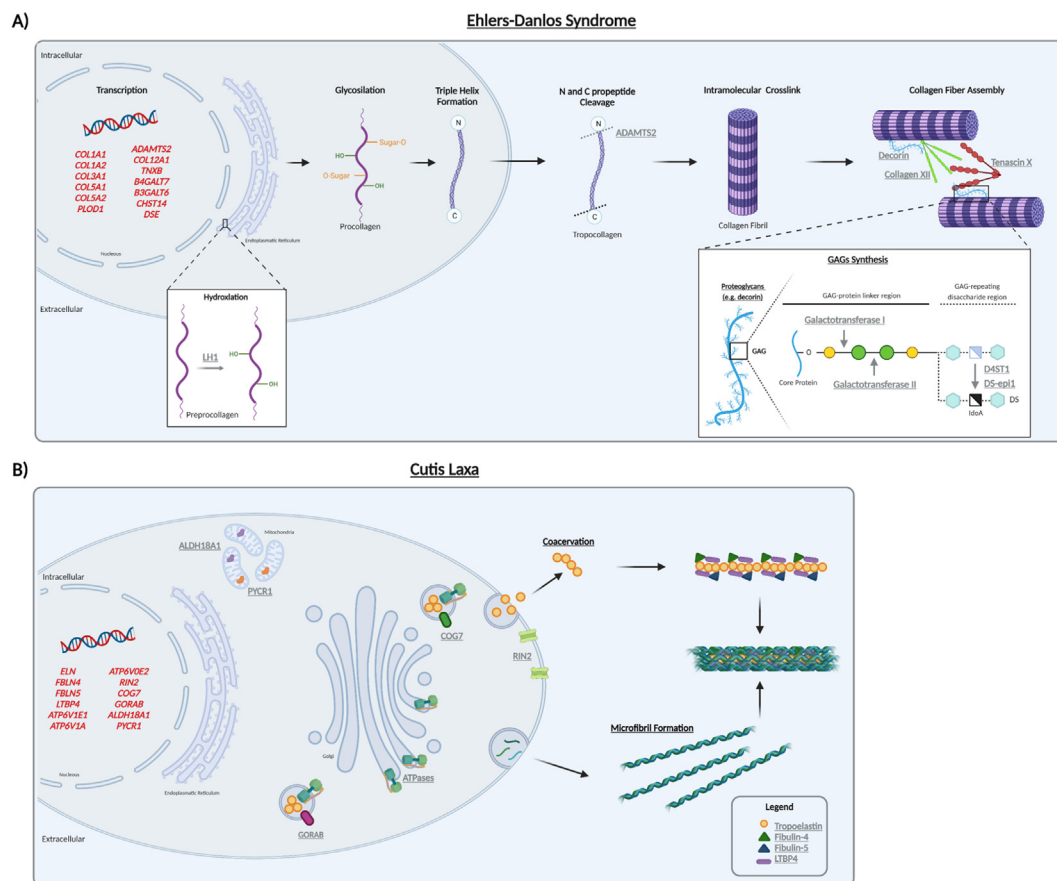 A)
Ehlers-Danlos Syndrome
Intracellular
Transcription
COL1A1
COL1A2
COL3A1
COL5A1
COL5A2
PLOD1
ADAMTS2
COL12A1
TNXB
B4GALT7
B3GALT6
CHST14
DSE
Nucleous
Endoplasmatic Reticulum
Extracellular
Hydroxlation
LH1
HO
OH
Preprocollagen
Glycosilation
Sugar-O
HO
O-Sugar
OH
Procollagen
Triple Helix
Formation
N
C
N and C propeptide
Cleavage
N
ADAMTS2
C
Tropocollagen
Intramolecular Crosslink
Collagen Fibril
Collagen Fiber Assembly
Decorin
Collagen XII
Tenascin X
GAGs Synthesis
Proteoglycans
(e.g. decorin)
GAG
GAG-protein linker region
GAG-repeating
disaccharide region
Galactotransferase I
O
Core Protein
Galactotransferase II
D4ST1
DS-epi1
IdoA
DS
B)
Cutis Laxa
Mitochondria
ALDH18A1
PYCR1
Intracellular
ELN
FBLN4
FBLN5
LTBP4
ATP6V1E1
ATP6V1A
ATP6V0E2
RIN2
COG7
GORAB
ALDH18A1
PYCR1
Nucleous
Endoplasmatic Reticulum
Extracellular
Golgi
COG7
ATPases
GORAB
RIN2
Coacervation
Microfibril Formation
Legend
Tropoelastin
Fibulin-4
Fibulin-5
LTBP4